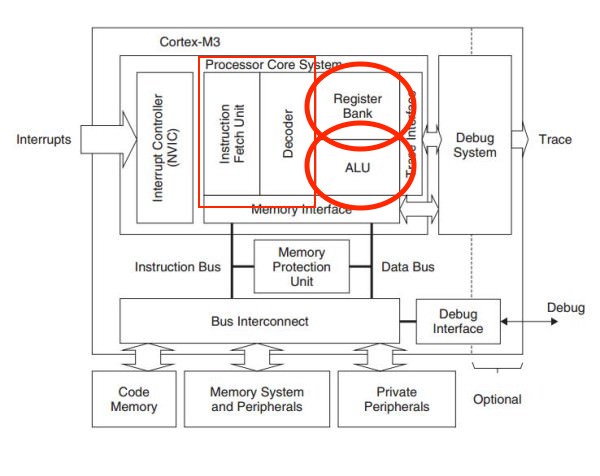 Cortex-M3
Processor Core System
Interrupts
Interrupt Controller
(NVIC)
Instruction
Fetch Unit
Decoder
Register
Bank
ALU
Trace Interface
Memory Interface
Debug
System
Trace
Instruction Bus
Memory
Protection
Unit
Data Bus
Bus Interconnect
Debug
Interface
Debug
Code
Memory
Memory System
and Peripherals
Private
Peripherals
Optional